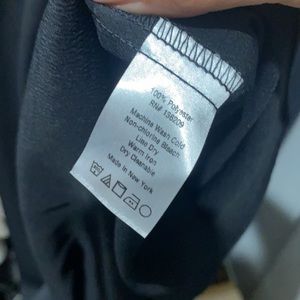 100% Polyester
RN# 136009
Machine Wash Cold
Non-chlorine Bleach
Line Dry
Warm Iron
Dry Cleanable
Made in New York